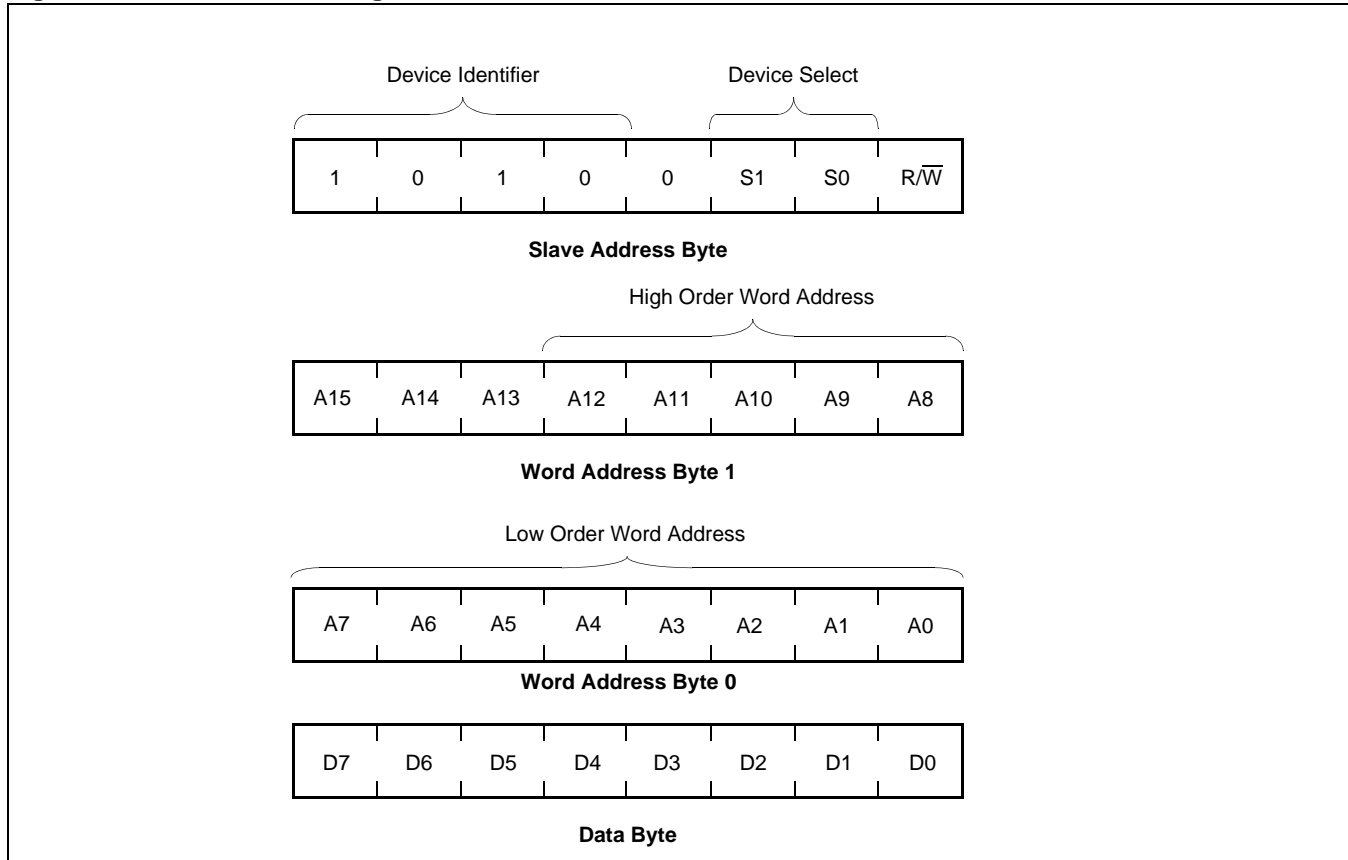 Device Identifier Device Select
1 0 1 0 0 S1 S0 R/W̅
Slave Address Byte
High Order Word Address
A15 A14 A13 A12 A11 A10 A9 A8
Word Address Byte 1
Low Order Word Address
A7 A6 A5 A4 A3 A2 A1 A0
Word Address Byte 0
D7 D6 D5 D4 D3 D2 D1 D0
Data Byte